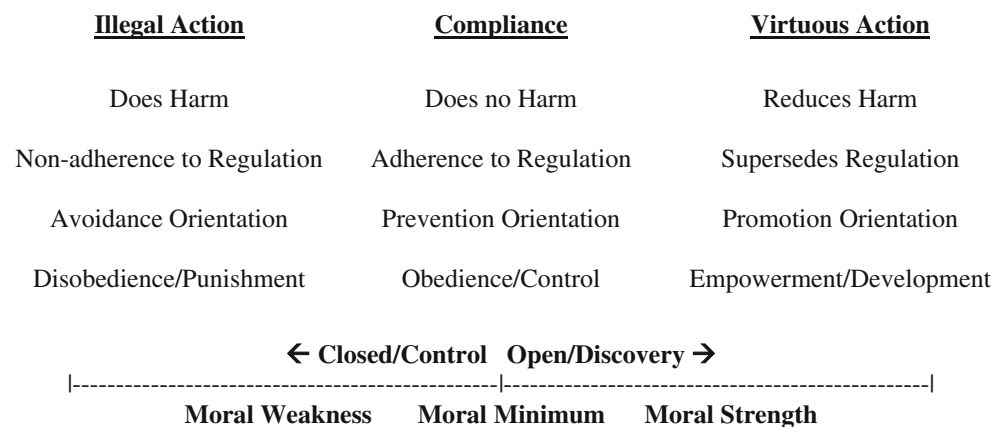 Illegal Action Compliance Virtuous Action
Does Harm Does no Harm Reduces Harm
Non-adherence to Regulation Adherence to Regulation Supersedes Regulation
Avoidance Orientation Prevention Orientation Promotion Orientation
Disobedience/Punishment Obedience/Control Empowerment/Development
← Closed/Control Open/Discovery →
|-------------------------------------------------|--------------------------------------------------|
Moral Weakness Moral Minimum Moral Strength